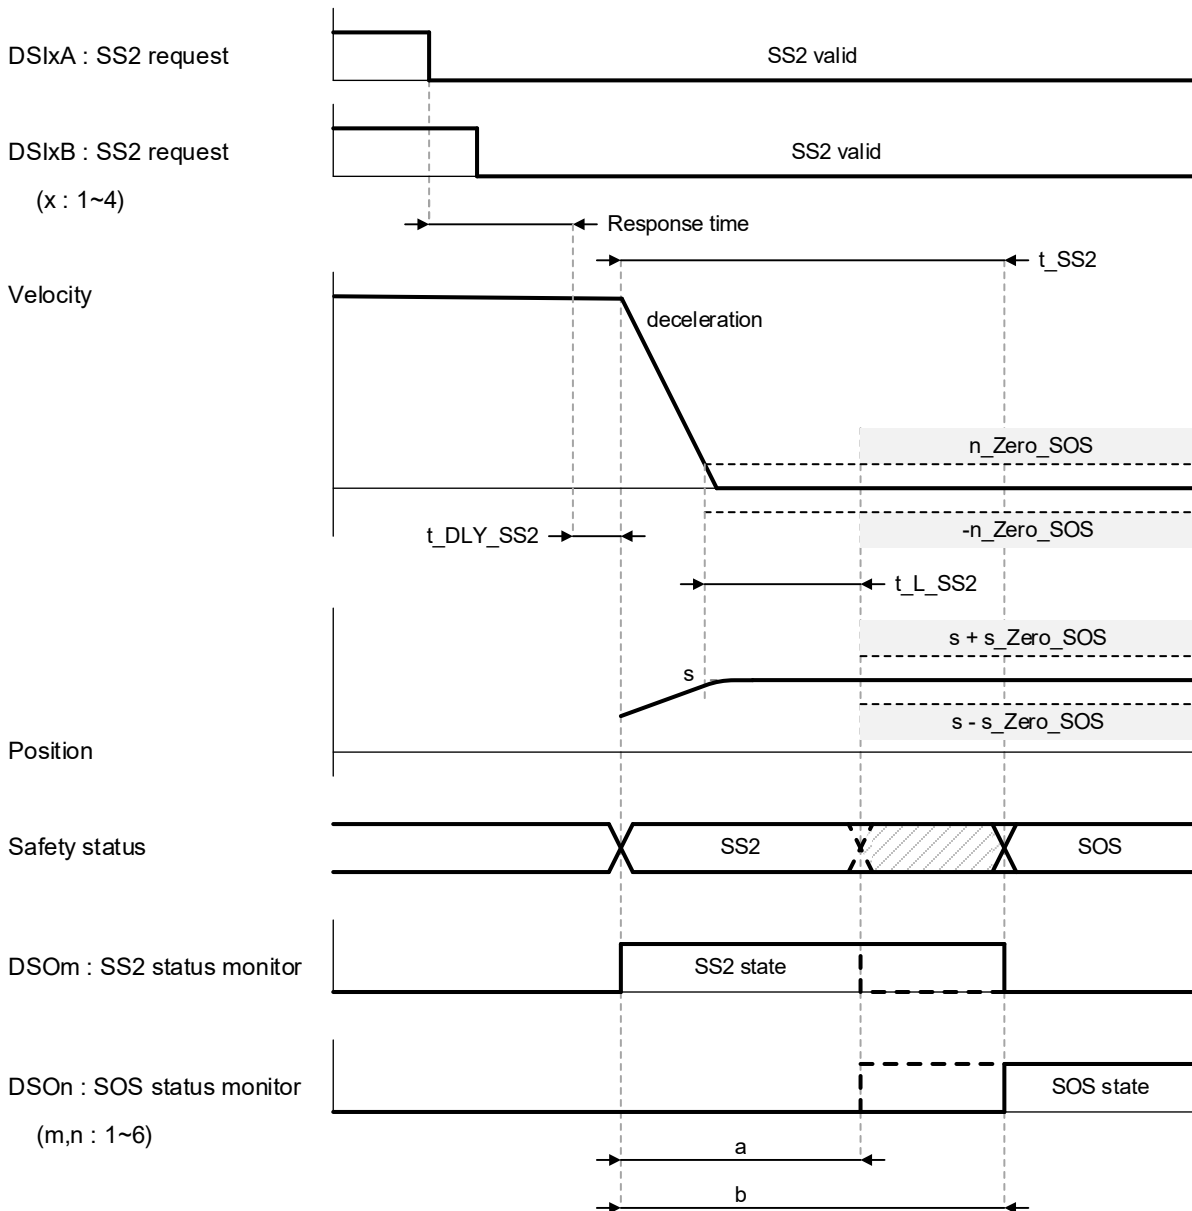 DSIxA : SS2 request
SS2 valid
DSIxB : SS2 request
SS2 valid
(x : 1~4)
Response time
t_SS2
Velocity
deceleration
n_Zero_SOS
t_DLY_SS2
-n_Zero_SOS
t_L_SS2
s + s_Zero_SOS
s
s - s_Zero_SOS
Position
Safety status
SS2
SOS
DSOm : SS2 status monitor
SS2 state
DSOn : SOS status monitor
SOS state
(m,n : 1~6)
a
b